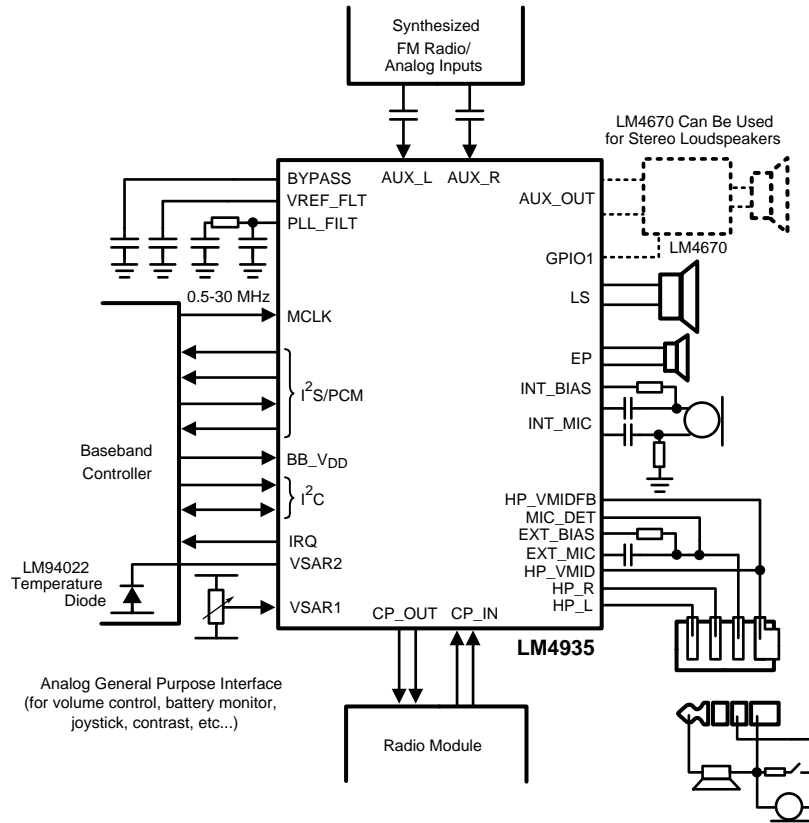 Synthesized
FM Radio/
Analog Inputs
LM4670 Can Be Used
for Stereo Loudspeakers
BYPASS
VREF_FLT
PLL_FILT
AUX_L
AUX_R
AUX_OUT
LM4670
GPIO1
0.5-30 MHz
MCLK
LS
EP
I²S/PCM
INT_BIAS
INT_MIC
Baseband
Controller
BB_VDD
I²C
IRQ
VSAR2
LM94022
Temperature
Diode
VSAR1
HP_VMIDFB
MIC_DET
EXT_BIAS
EXT_MIC
HP_VMID
HP_R
HP_L
CP_OUT
CP_IN
LM4935
Analog General Purpose Interface
(for volume control, battery monitor,
joystick, contrast, etc...)
Radio Module